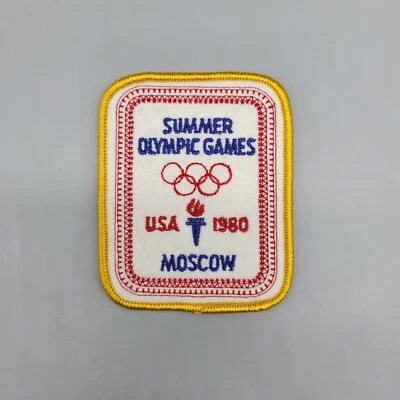 SUMMER
OLYMPIC GAMES
USA 1980
MOSCOW